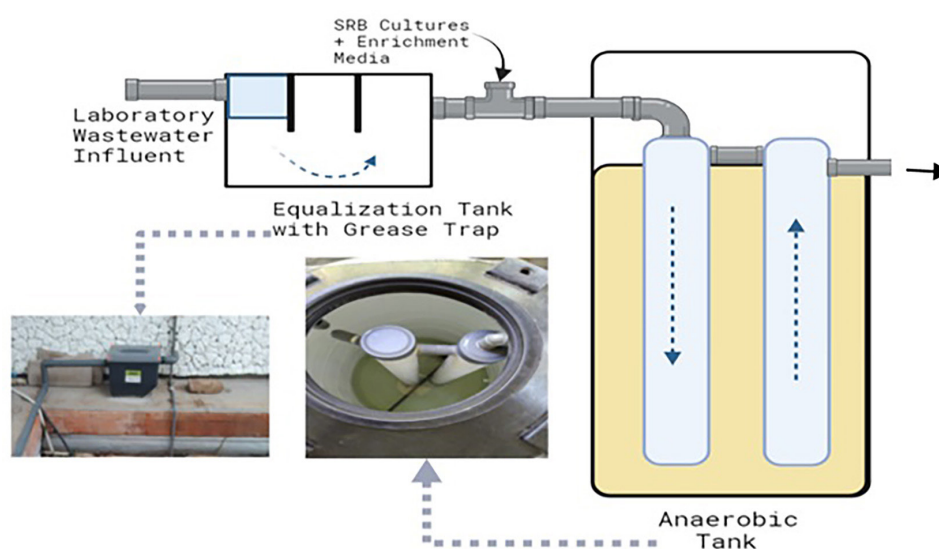 SRB Cultures
+ Enrichment
Media
Laboratory
Wastewater
Influent
Equalization Tank
with Grease Trap
Anaerobic
Tank